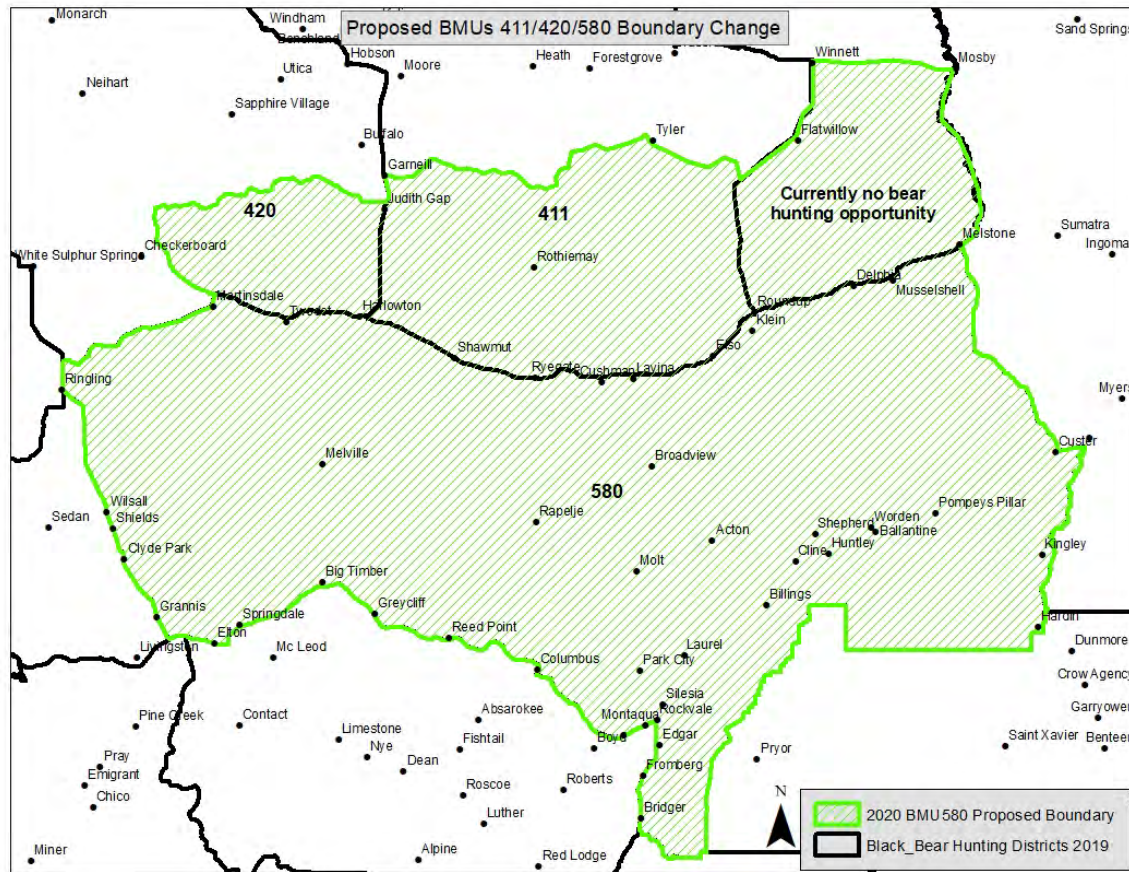 Proposed BMUs 411/420/580 Boundary Change
Monarch
Windham
Sand Springs
Hobson
Heath
Forestgrove
Winnett
Mosby
Neihart
Utica
Moore
Sapphire Village
Buffalo
Tyler
Flatwillow
Garneill
Currently no bear
hunting opportunity
420
Judith Gap
411
Sumatra
Melstone
Ingomar
White Sulphur Springs
Checkerboard
Rothiemay
Delphia
Musselshell
Martinsdale
Twodot
Harlowton
Roundup
Klein
Shawmut
Elso
Ryegate
Cushman
Lavina
Ringling
Myers
Custer
Melville
Broadview
580
Wilsall
Shields
Sedan
Rapelje
Pompeys Pillar
Shepherd
Worden
Ballantine
Acton
Huntley
Cline
Clyde Park
Molt
Kingley
Big Timber
Billings
Grannis
Greycliff
Springdale
Hardin
Elton
Reed Point
Livingston
Mc Leod
Laurel
Dunmore
Columbus
Park City
Crow Agency
Silesia
Pine Creek
Contact
Absarokee
Montaqua
Rockvale
Garryowen
Limestone
Fishtail
Boyd
Edgar
Saint Xavier
Benteen
Nye
Pryor
Pray
Dean
Emigrant
Fromberg
Roscoe
Roberts
Chico
Luther
Bridger
N
2020 BMU580 Proposed Boundary
Black_Bear Hunting Districts 2019
Miner
Alpine
Red Lodge